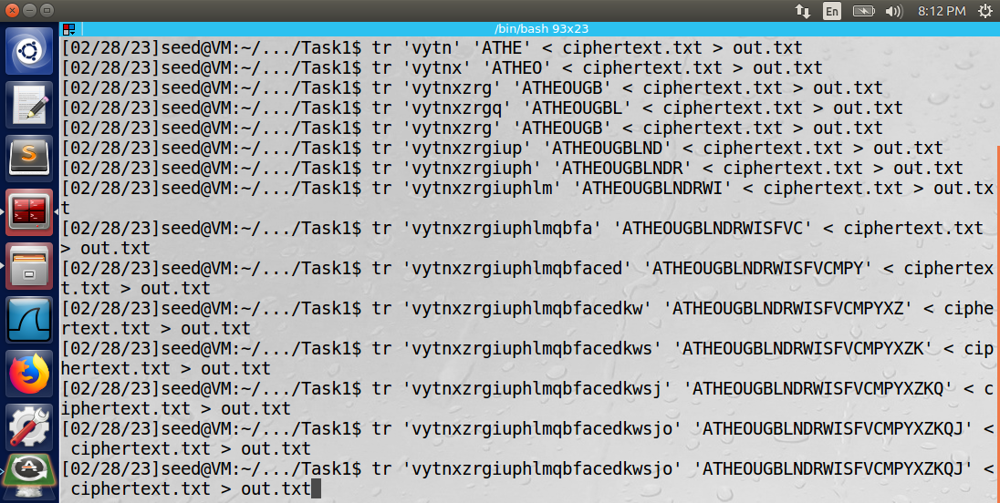 En 8:12 PM
/bin/bash 93x23
[02/28/23]seed@VM:~/.../Task1$ tr 'vytn' 'ATHE' < ciphertext.txt > out.txt
[02/28/23]seed@VM:~/.../Task1$ tr 'vytnx' 'ATHEO' < ciphertext.txt > out.txt
[02/28/23]seed@VM:~/.../Task1$ tr 'vytnxzrg' 'ATHEOUGB' < ciphertext.txt > out.txt
[02/28/23]seed@VM:~/.../Task1$ tr 'vytnxzrgq' 'ATHEOUGBL' < ciphertext.txt > out.txt
[02/28/23]seed@VM:~/.../Task1$ tr 'vytnxzrg' 'ATHEOUGB' < ciphertext.txt > out.txt
[02/28/23]seed@VM:~/.../Task1$ tr 'vytnxzrgiup' 'ATHEOUGBLND' < ciphertext.txt > out.txt
[02/28/23]seed@VM:~/.../Task1$ tr 'vytnxzrgiuph' 'ATHEOUGBLNDR' < ciphertext.txt > out.txt
[02/28/23]seed@VM:~/.../Task1$ tr 'vytnxzrgiuphlm' 'ATHEOUGBLNDRWI' < ciphertext.txt > out.tx
t
[02/28/23]seed@VM:~/.../Task1$ tr 'vytnxzrgiuphlmqbfa' 'ATHEOUGBLNDRWISFVC' < ciphertext.txt
> out.txt
[02/28/23]seed@VM:~/.../Task1$ tr 'vytnxzrgiuphlmqbfaced' 'ATHEOUGBLNDRWISFVCMPY' < ciphertex
t.txt > out.txt
[02/28/23]seed@VM:~/.../Task1$ tr 'vytnxzrgiuphlmqbfacedkw' 'ATHEOUGBLNDRWISFVCMPYXZ' < ciphe
rtext.txt > out.txt
[02/28/23]seed@VM:~/.../Task1$ tr 'vytnxzrgiuphlmqbfacedkws' 'ATHEOUGBLNDRWISFVCMPYXZK' < cip
hertext.txt > out.txt
[02/28/23]seed@VM:~/.../Task1$ tr 'vytnxzrgiuphlmqbfacedkwsj' 'ATHEOUGBLNDRWISFVCMPYXZKQ' < c
iphertext.txt > out.txt
[02/28/23]seed@VM:~/.../Task1$ tr 'vytnxzrgiuphlmqbfacedkwsjo' 'ATHEOUGBLNDRWISFVCMPYXZKQJ' <
ciphertext.txt > out.txt
[02/28/23]seed@VM:~/.../Task1$ tr 'vytnxzrgiuphlmqbfacedkwsjo' 'ATHEOUGBLNDRWISFVCMPYXZKQJ' <
ciphertext.txt > out.txt